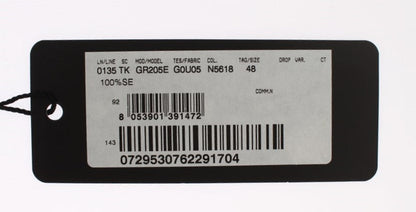 LN/LINE SC MOD/MODEL TES/FABRIC COL. TAG/SIZE DROP VAR. CT
0135 TK GR205E G0U05 N5618 48
100%SE
COMM.N
92
8 053901 391472
143
0729530762291704